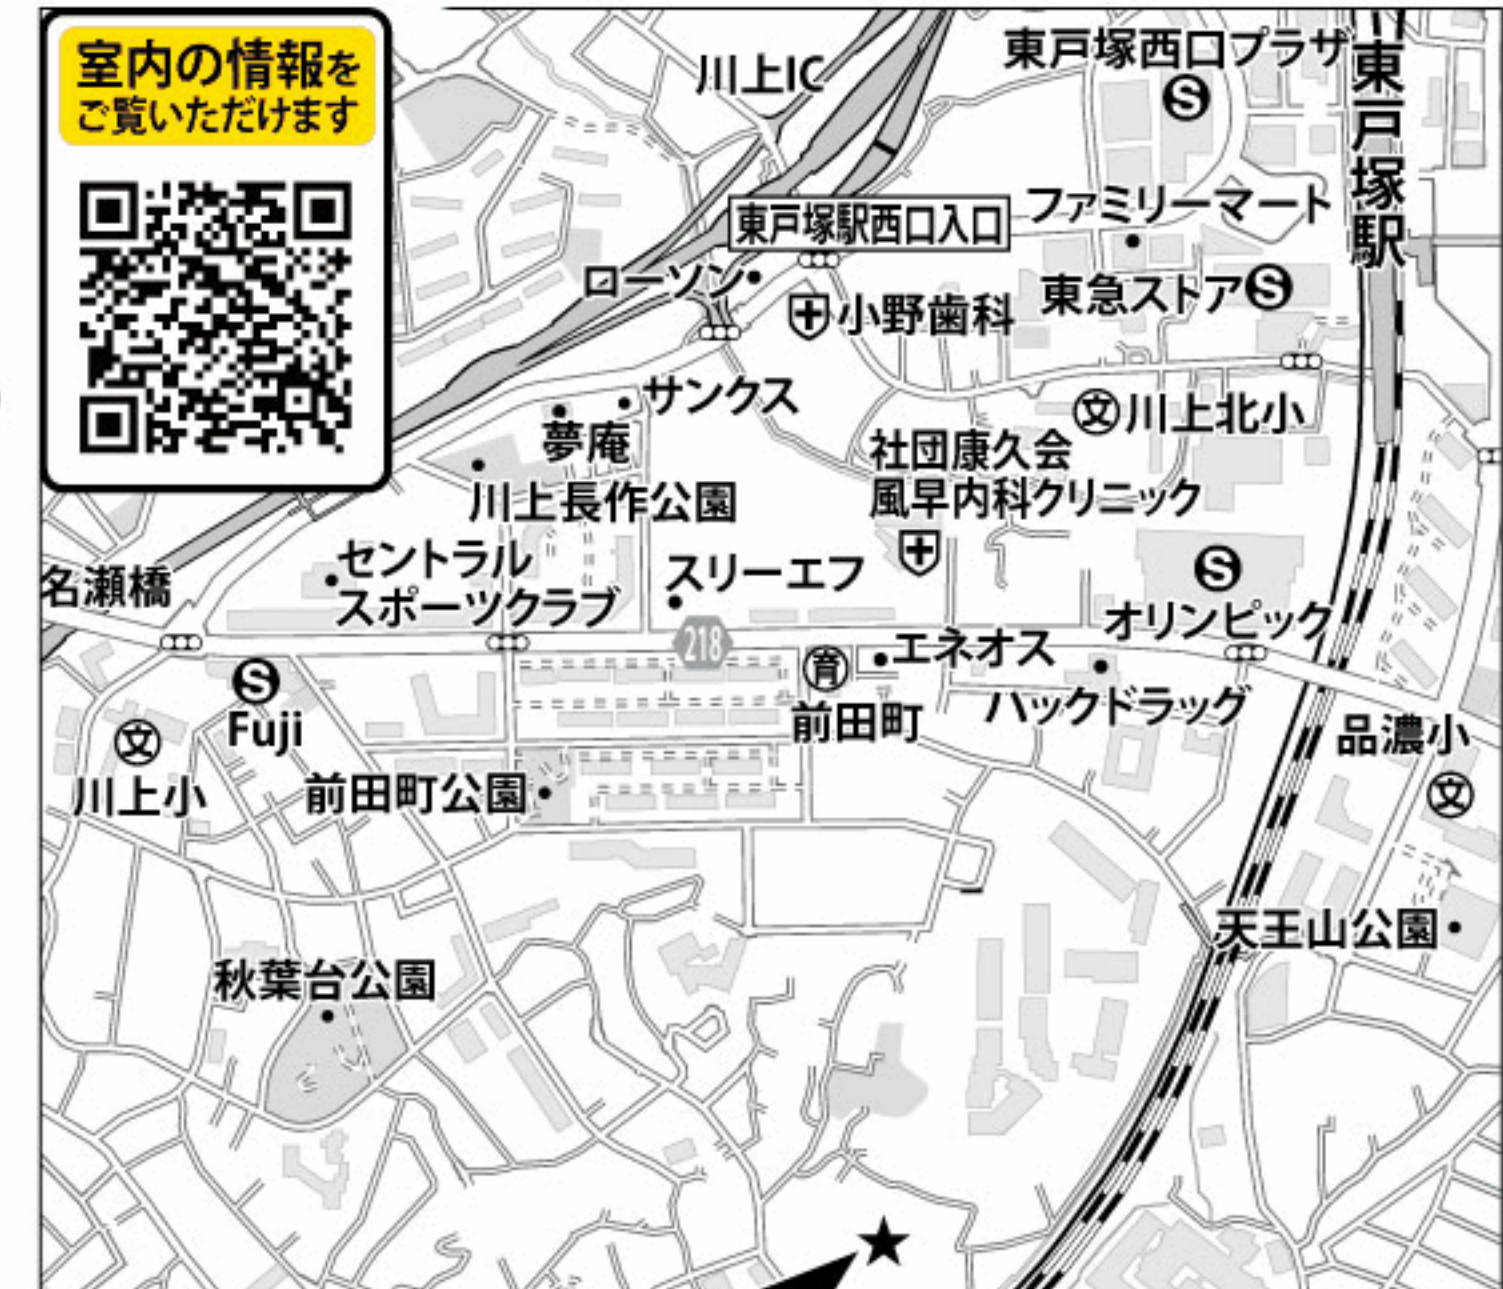 室内の情報を
ご覧いただけます
川上IC
東戸塚西口プラザ
S
東戸塚駅
東戸塚駅西口入口
ファミリーマート
ローソン
小野歯科
東急ストア
S
サンクス
夢庵
文
川上北小
川上長作公園
社団康久会
風早内科クリニック
名瀬橋
セントラル
スポーツクラブ
スリーエフ
S
オリンピック
218
育
エネオス
前田町
ハックドラッグ
S
Fuji
文
川上小
前田町公園
品濃小
文
天王山公園
秋葉台公園